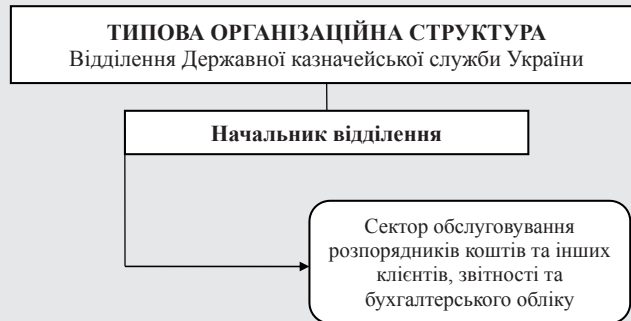 ТИПОВА ОРГАНІЗАЦІЙНА СТРУКТУРА
Відділення Державної казначейської служби України
Начальник відділення
Сектор обслуговування
розпорядників коштів та інших
клієнтів, звітності та
бухгалтерського обліку